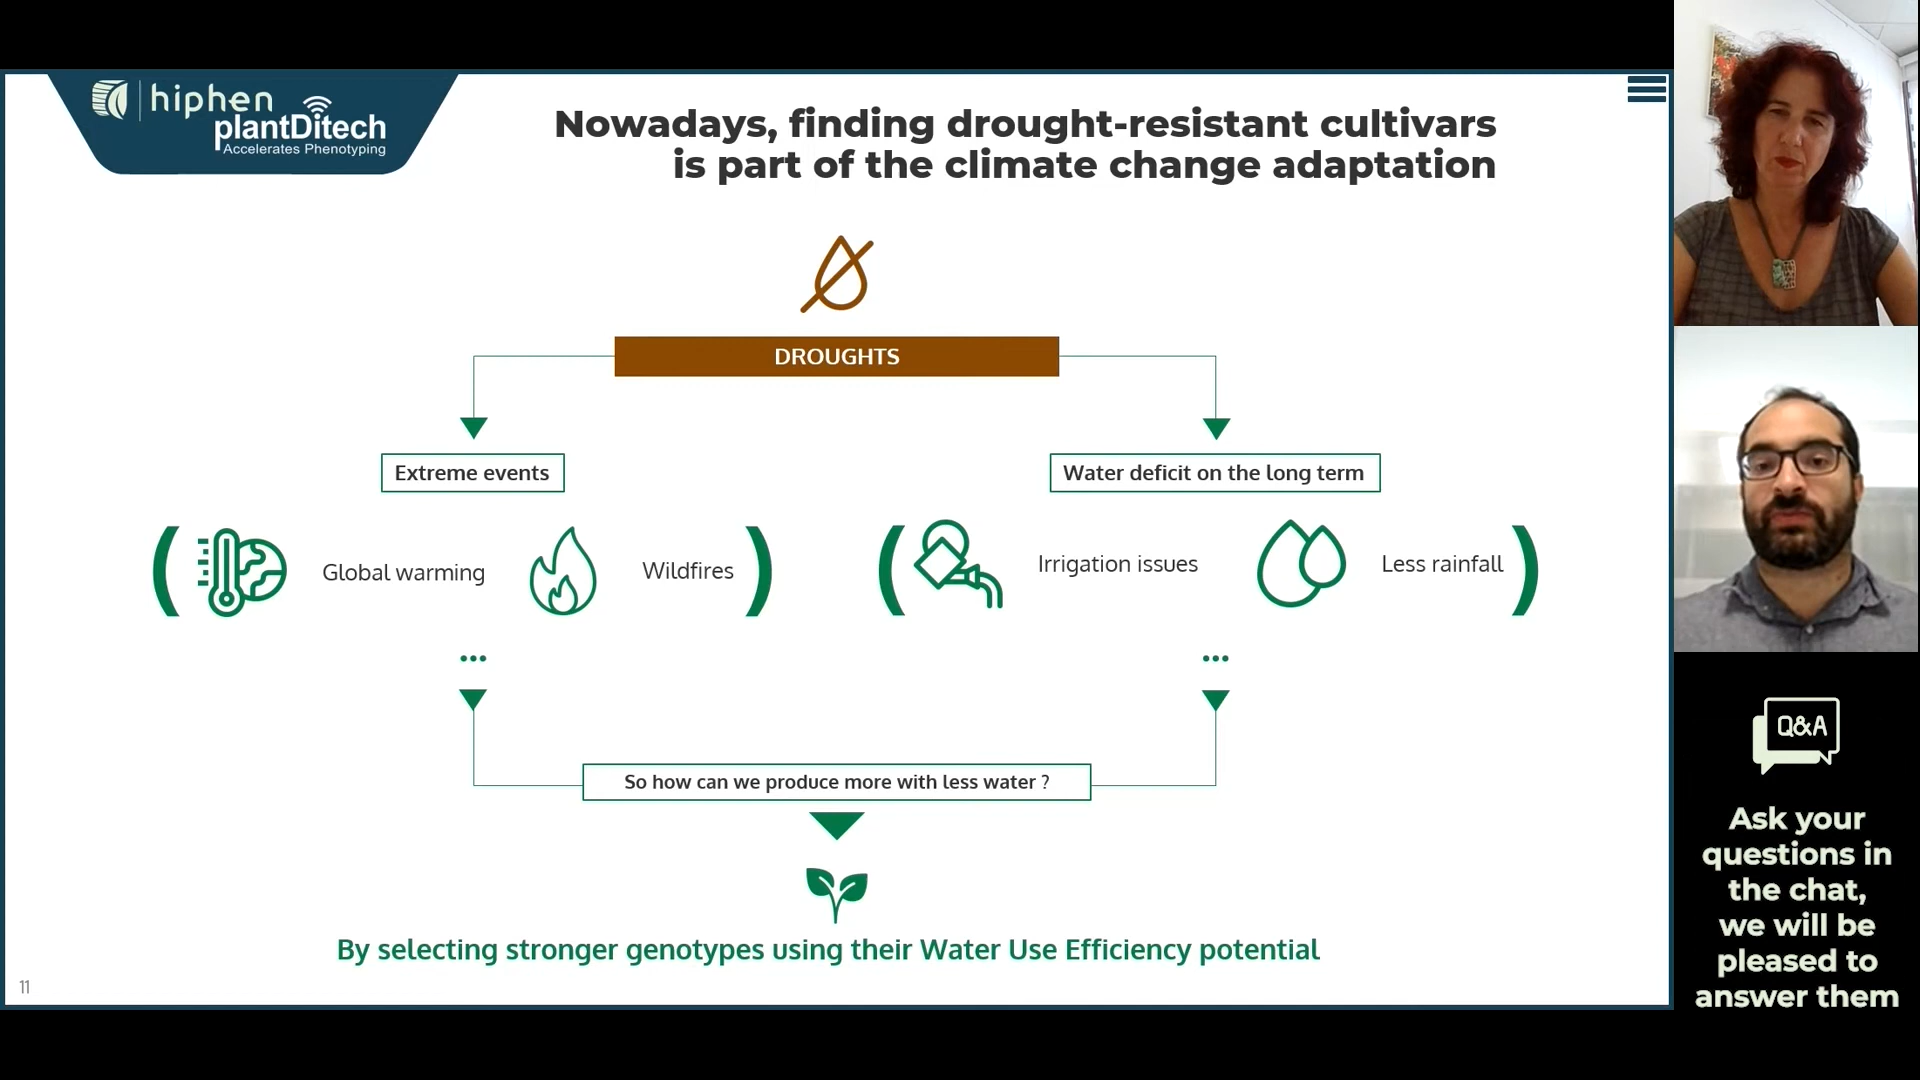 hiphen
plantDitech
Accelerates Phenotyping
Nowadays, finding drought-resistant cultivars
is part of the climate change adaptation
DROUGHTS
Extreme events
Water deficit on the long term
( Global warming Wildfires )
( Irrigation issues Less rainfall )
...
...
So how can we produce more with less water ?
By selecting stronger genotypes using their Water Use Efficiency potential
11
Q&A
Ask your
questions in
the chat,
we will be
pleased to
answer them